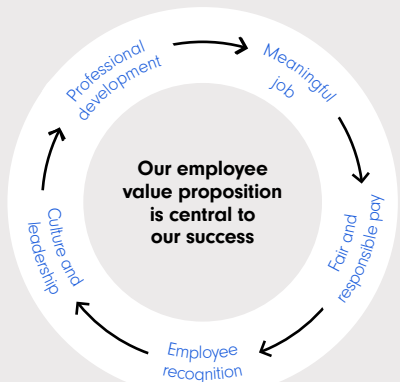 Professional
development
Meaningful
job
Fair and
responsible pay
Employee
recognition
Culture and
leadership
Our employee
value proposition
is central to
our success